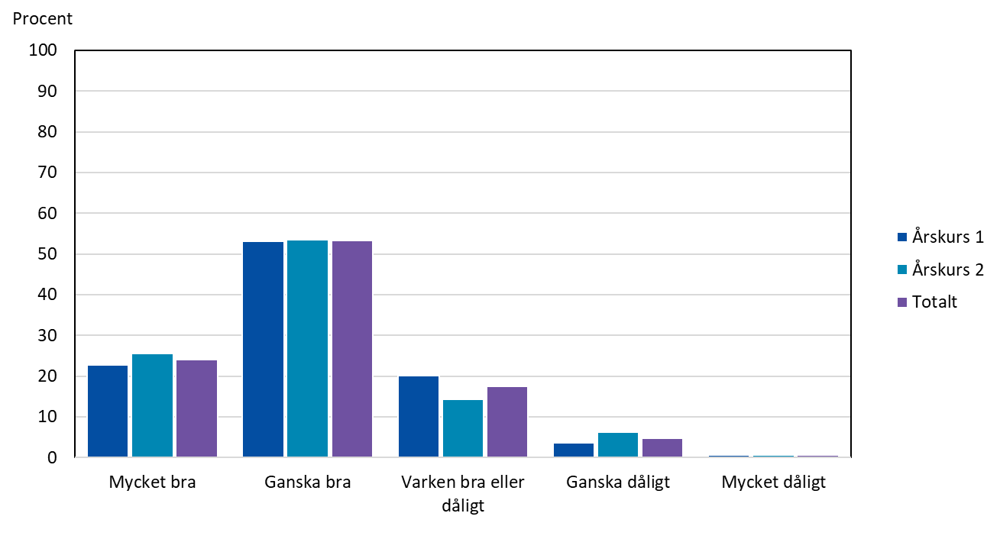 Procent
100
90
80
70
60
50
40
30
20
10
0
Mycket bra
Ganska bra
Varken bra eller
dåligt
Ganska dåligt
Mycket dåligt
Årskurs 1
Årskurs 2
Totalt